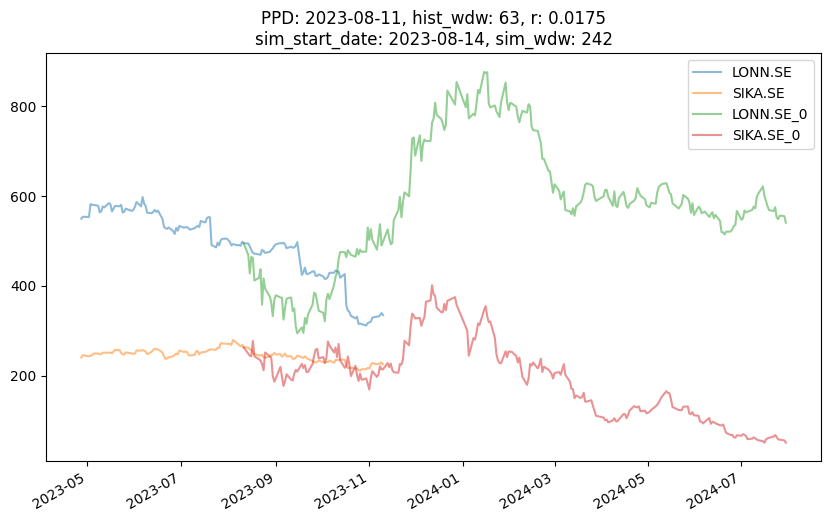 PPD: 2023-08-11, hist_wdw: 63, r: 0.0175
sim_start_date: 2023-08-14, sim_wdw: 242
LONN.SE
SIKA.SE
LONN.SE_0
SIKA.SE_0
800
600
400
200
2023-05
2023-07
2023-09
2023-11
2024-01
2024-03
2024-05
2024-07